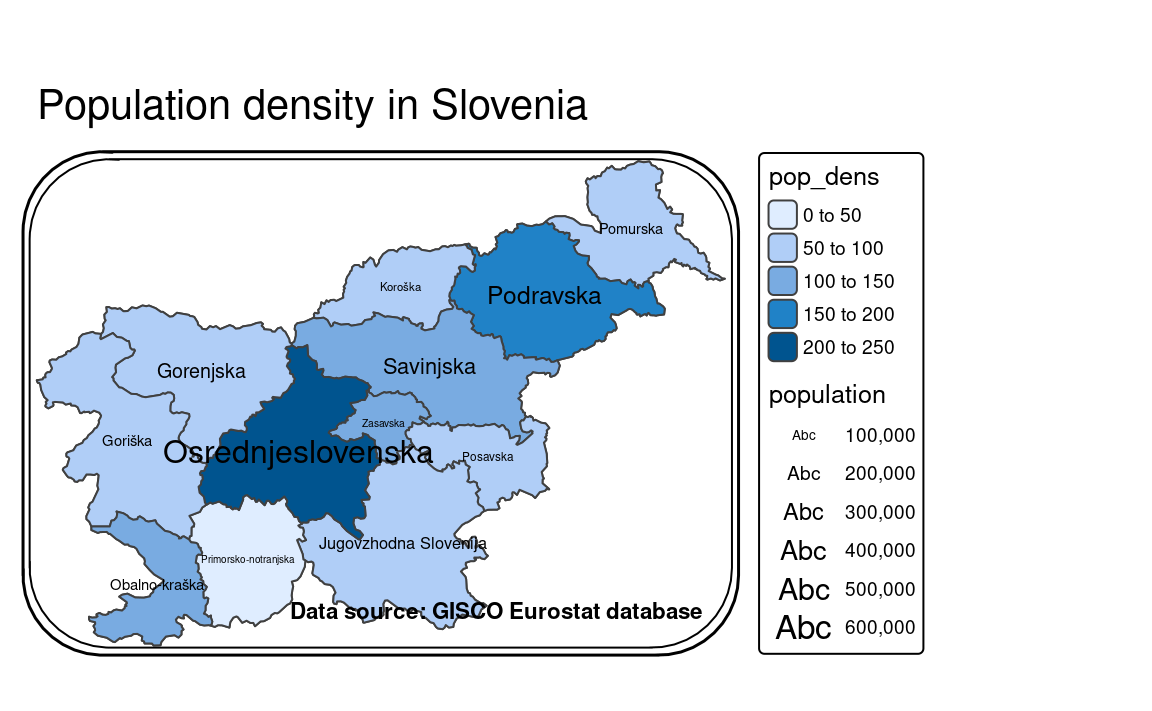 Population density in Slovenia
Pomurska
Koroška
Podravska
Gorenjska
Savinjska
Zasavska
Goriška
Osrednjeslovenska
Posavska
Jugovzhodna Slovenija
Primorsko-notranjska
Obalno-kraška
Data source: GISCO Eurostat database
pop_dens
0 to 50
50 to 100
100 to 150
150 to 200
200 to 250
population
Abc 100,000
Abc 200,000
Abc 300,000
Abc 400,000
Abc 500,000
Abc 600,000